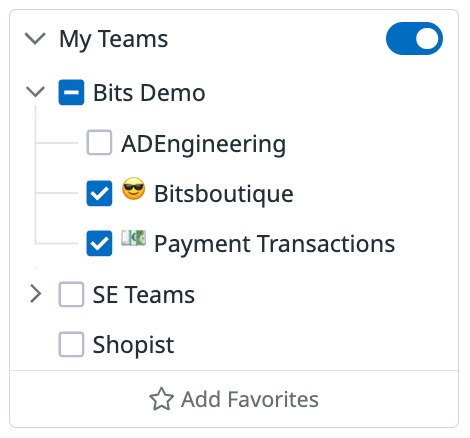 My Teams
Bits Demo
ADEngineering
😎 Bitsboutique
💵 Payment Transactions
SE Teams
Shopist
Add Favorites